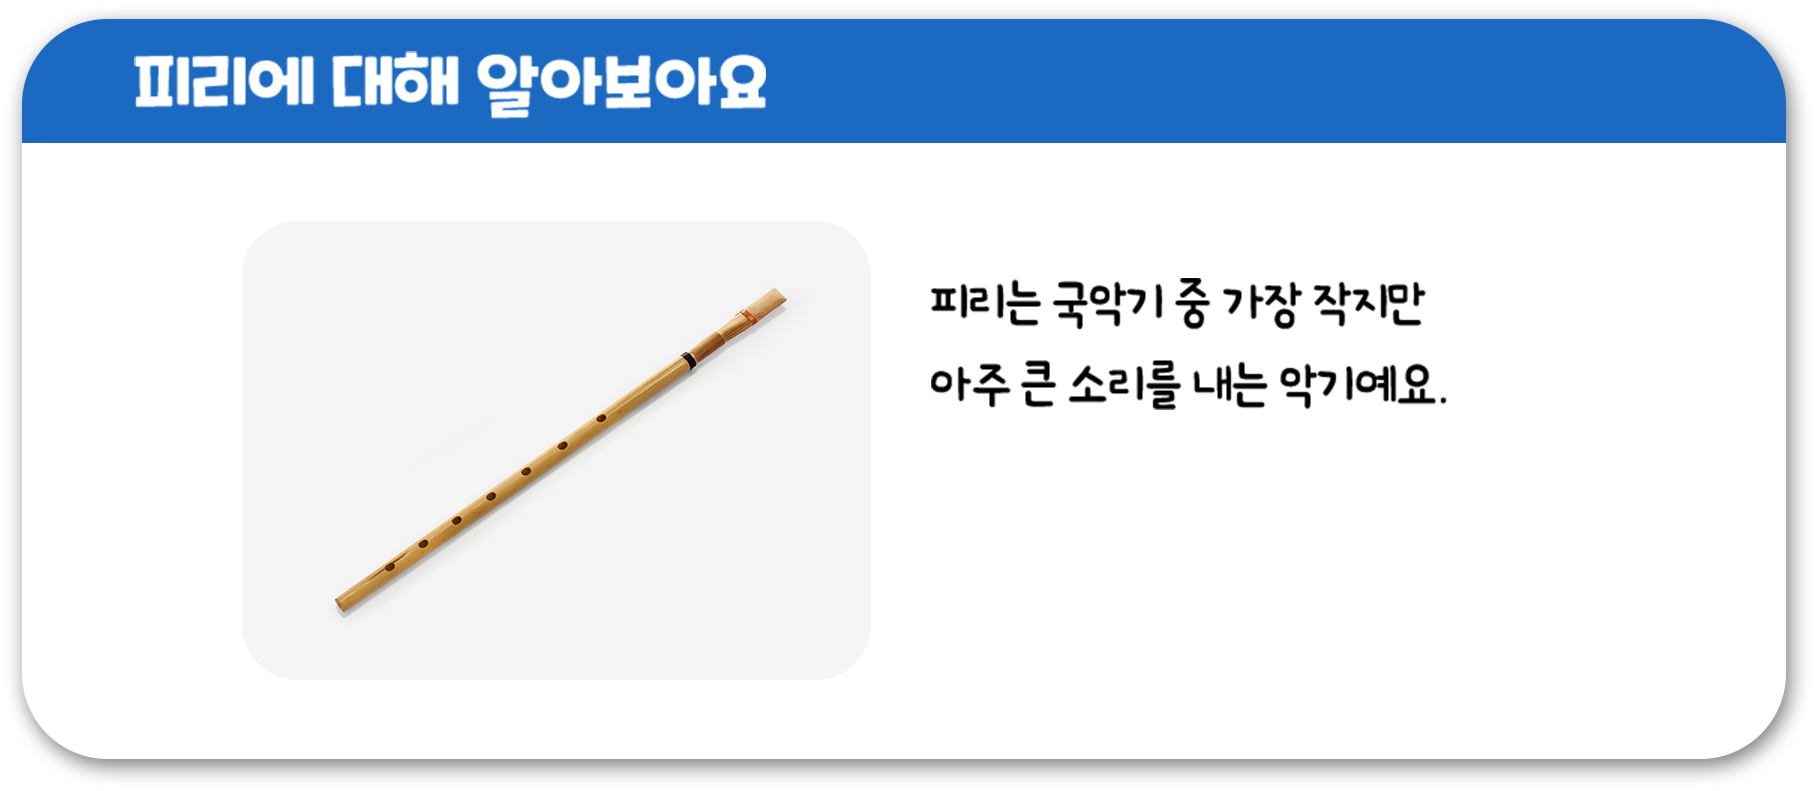 피리에 대해 알아보아요
피리는 국악기 중 가장 작지만
아주 큰 소리를 내는 악기예요.